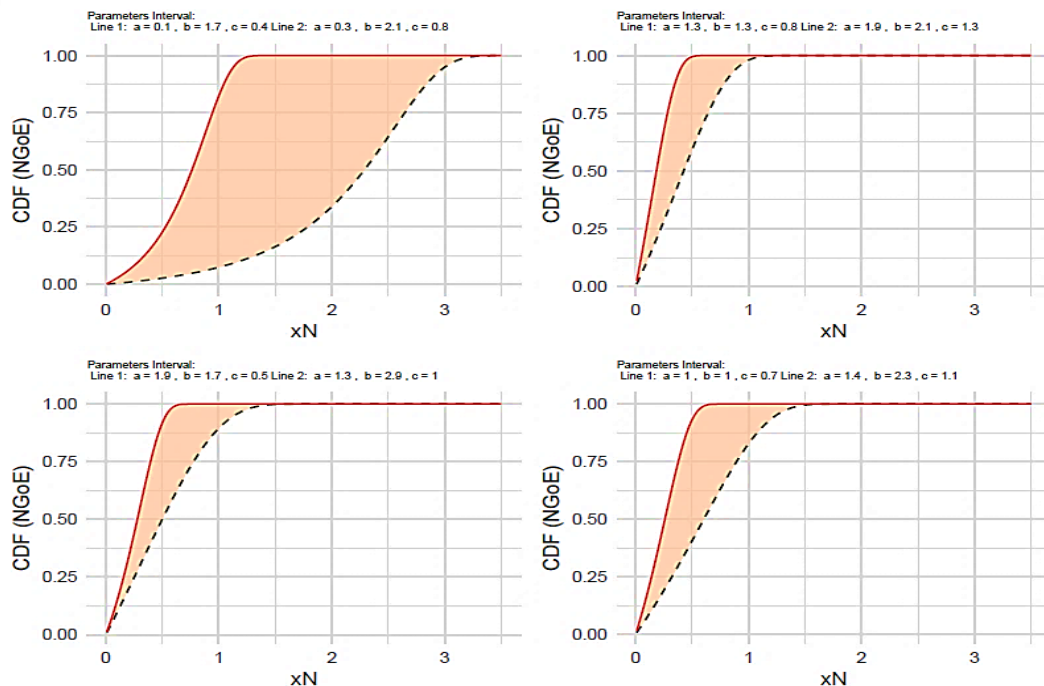 Parameters Interval:
Line 1: a = 0.1 , b = 1.7 , c = 0.4 Line 2: a = 0.3 , b = 2.1 , c = 0.8
1.00
0.75
0.50
0.25
0.00
CDF (NGoE)
0 1 2 3
xN
Parameters Interval:
Line 1: a = 1.3 , b = 1.3 , c = 0.8 Line 2: a = 1.9 , b = 2.1 , c = 1.3
1.00
0.75
0.50
0.25
0.00
CDF (NGoE)
0 1 2 3
xN
Parameters Interval:
Line 1: a = 1.9 , b = 1.7 , c = 0.5 Line 2: a = 1.3 , b = 2.9 , c = 1
1.00
0.75
0.50
0.25
0.00
CDF (NGoE)
0 1 2 3
xN
Parameters Interval:
Line 1: a = 1 , b = 1 , c = 0.7 Line 2: a = 1.4 , b = 2.3 , c = 1.1
1.00
0.75
0.50
0.25
0.00
CDF (NGoE)
0 1 2 3
xN